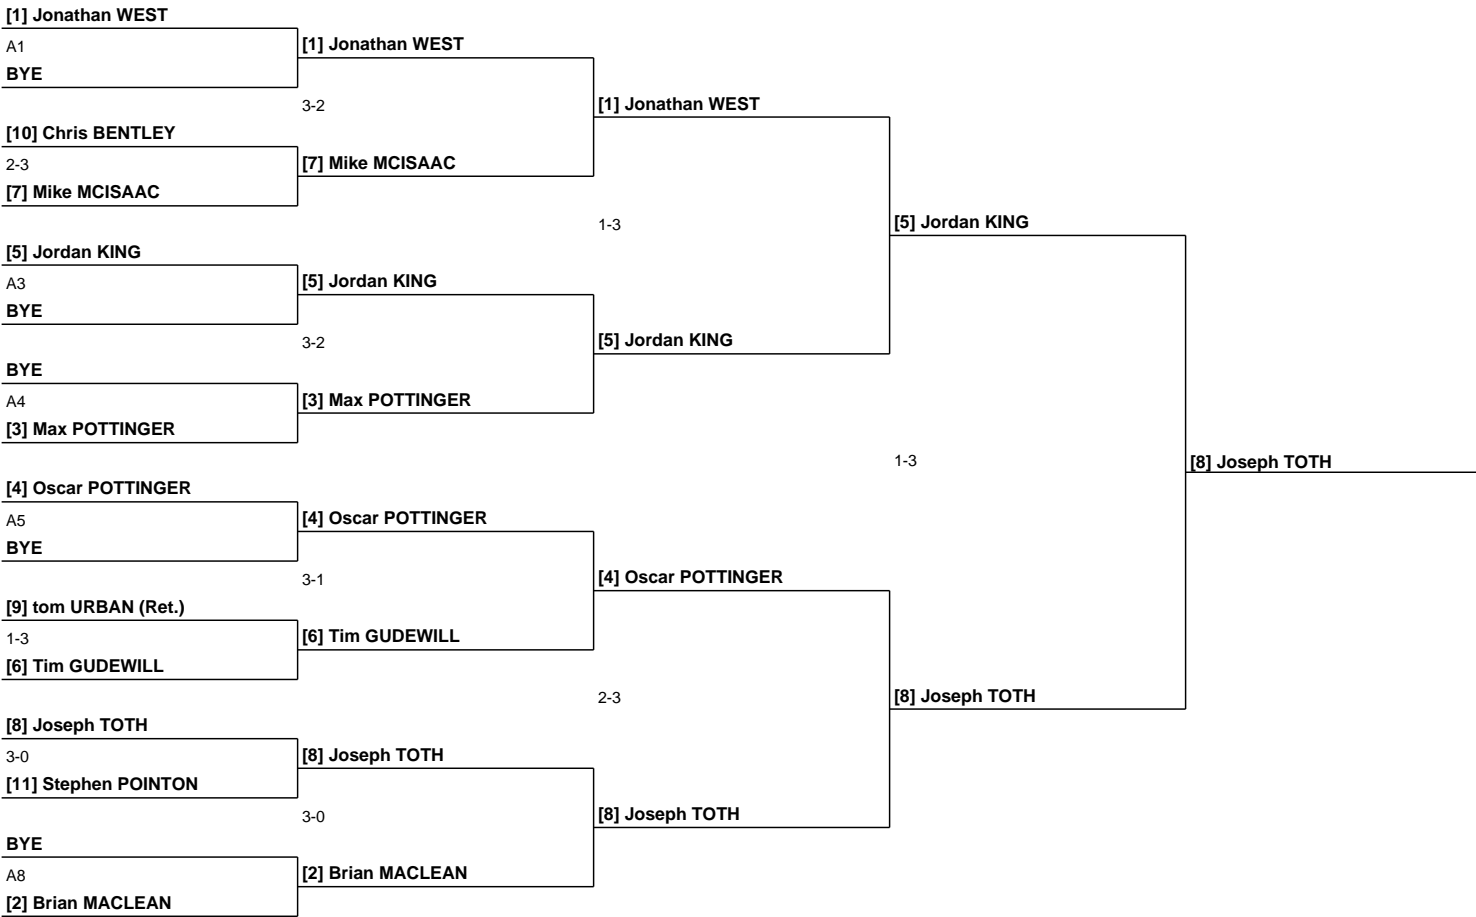 [1] Jonathan WEST
A1
BYE
[10] Chris BENTLEY
2-3
[7] Mike MCISAAC
[5] Jordan KING
A3
BYE
BYE
A4
[3] Max POTTINGER
[4] Oscar POTTINGER
A5
BYE
[9] tom URBAN (Ret.)
1-3
[6] Tim GUDEWILL
[8] Joseph TOTH
3-0
[11] Stephen POINTON
BYE
A8
[2] Brian MACLEAN
[1] Jonathan WEST
3-2
[7] Mike MCISAAC
[5] Jordan KING
3-2
[3] Max POTTINGER
[4] Oscar POTTINGER
3-1
[6] Tim GUDEWILL
[8] Joseph TOTH
3-0
[2] Brian MACLEAN
[1] Jonathan WEST
1-3
[5] Jordan KING
[4] Oscar POTTINGER
2-3
[8] Joseph TOTH
[5] Jordan KING
1-3
[8] Joseph TOTH
[8] Joseph TOTH